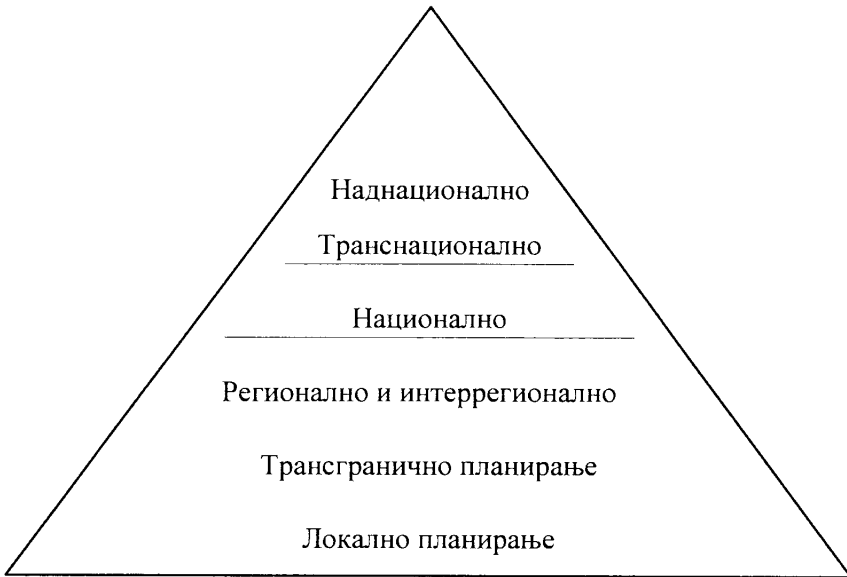 Наднационално
Транснационално
Национално
Регионално и интеррегионално
Трансгранично планирање
Локално планирање